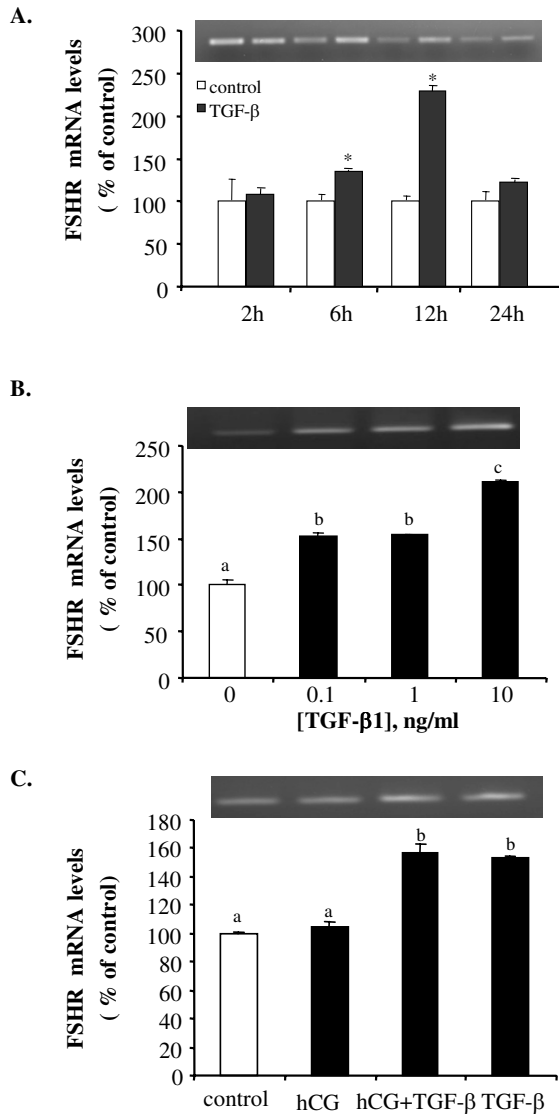 A.
FSHR mRNA levels
( % of control)
300
250
200
150
100
50
0
control
TGF-β
*
*
2h 6h 12h 24h
B.
FSHR mRNA levels
( % of control)
250
200
150
100
50
0
a
b
b
c
0 0.1 1 10
[TGF-β1], ng/ml
C.
FSHR mRNA levels
( % of control)
180
160
140
120
100
80
60
40
20
0
a
a
b
b
control hCG hCG+TGF-β TGF-β